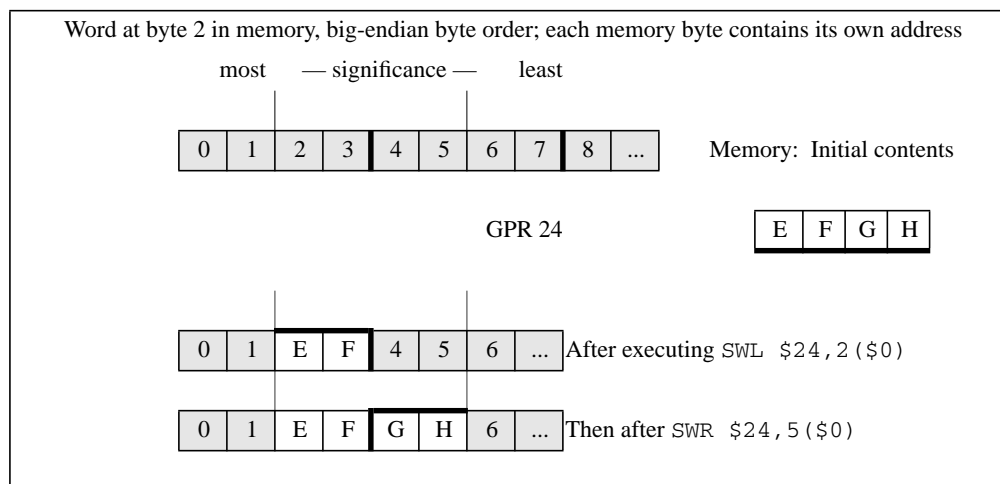 Word at byte 2 in memory, big-endian byte order; each memory byte contains its own address
most — significance — least
0 1 2 3 4 5 6 7 8 ... Memory: Initial contents
GPR 24 E F G H
0 1 E F 4 5 6 ... After executing SWL $24,2($0)
0 1 E F G H 6 ... Then after SWR $24,5($0)